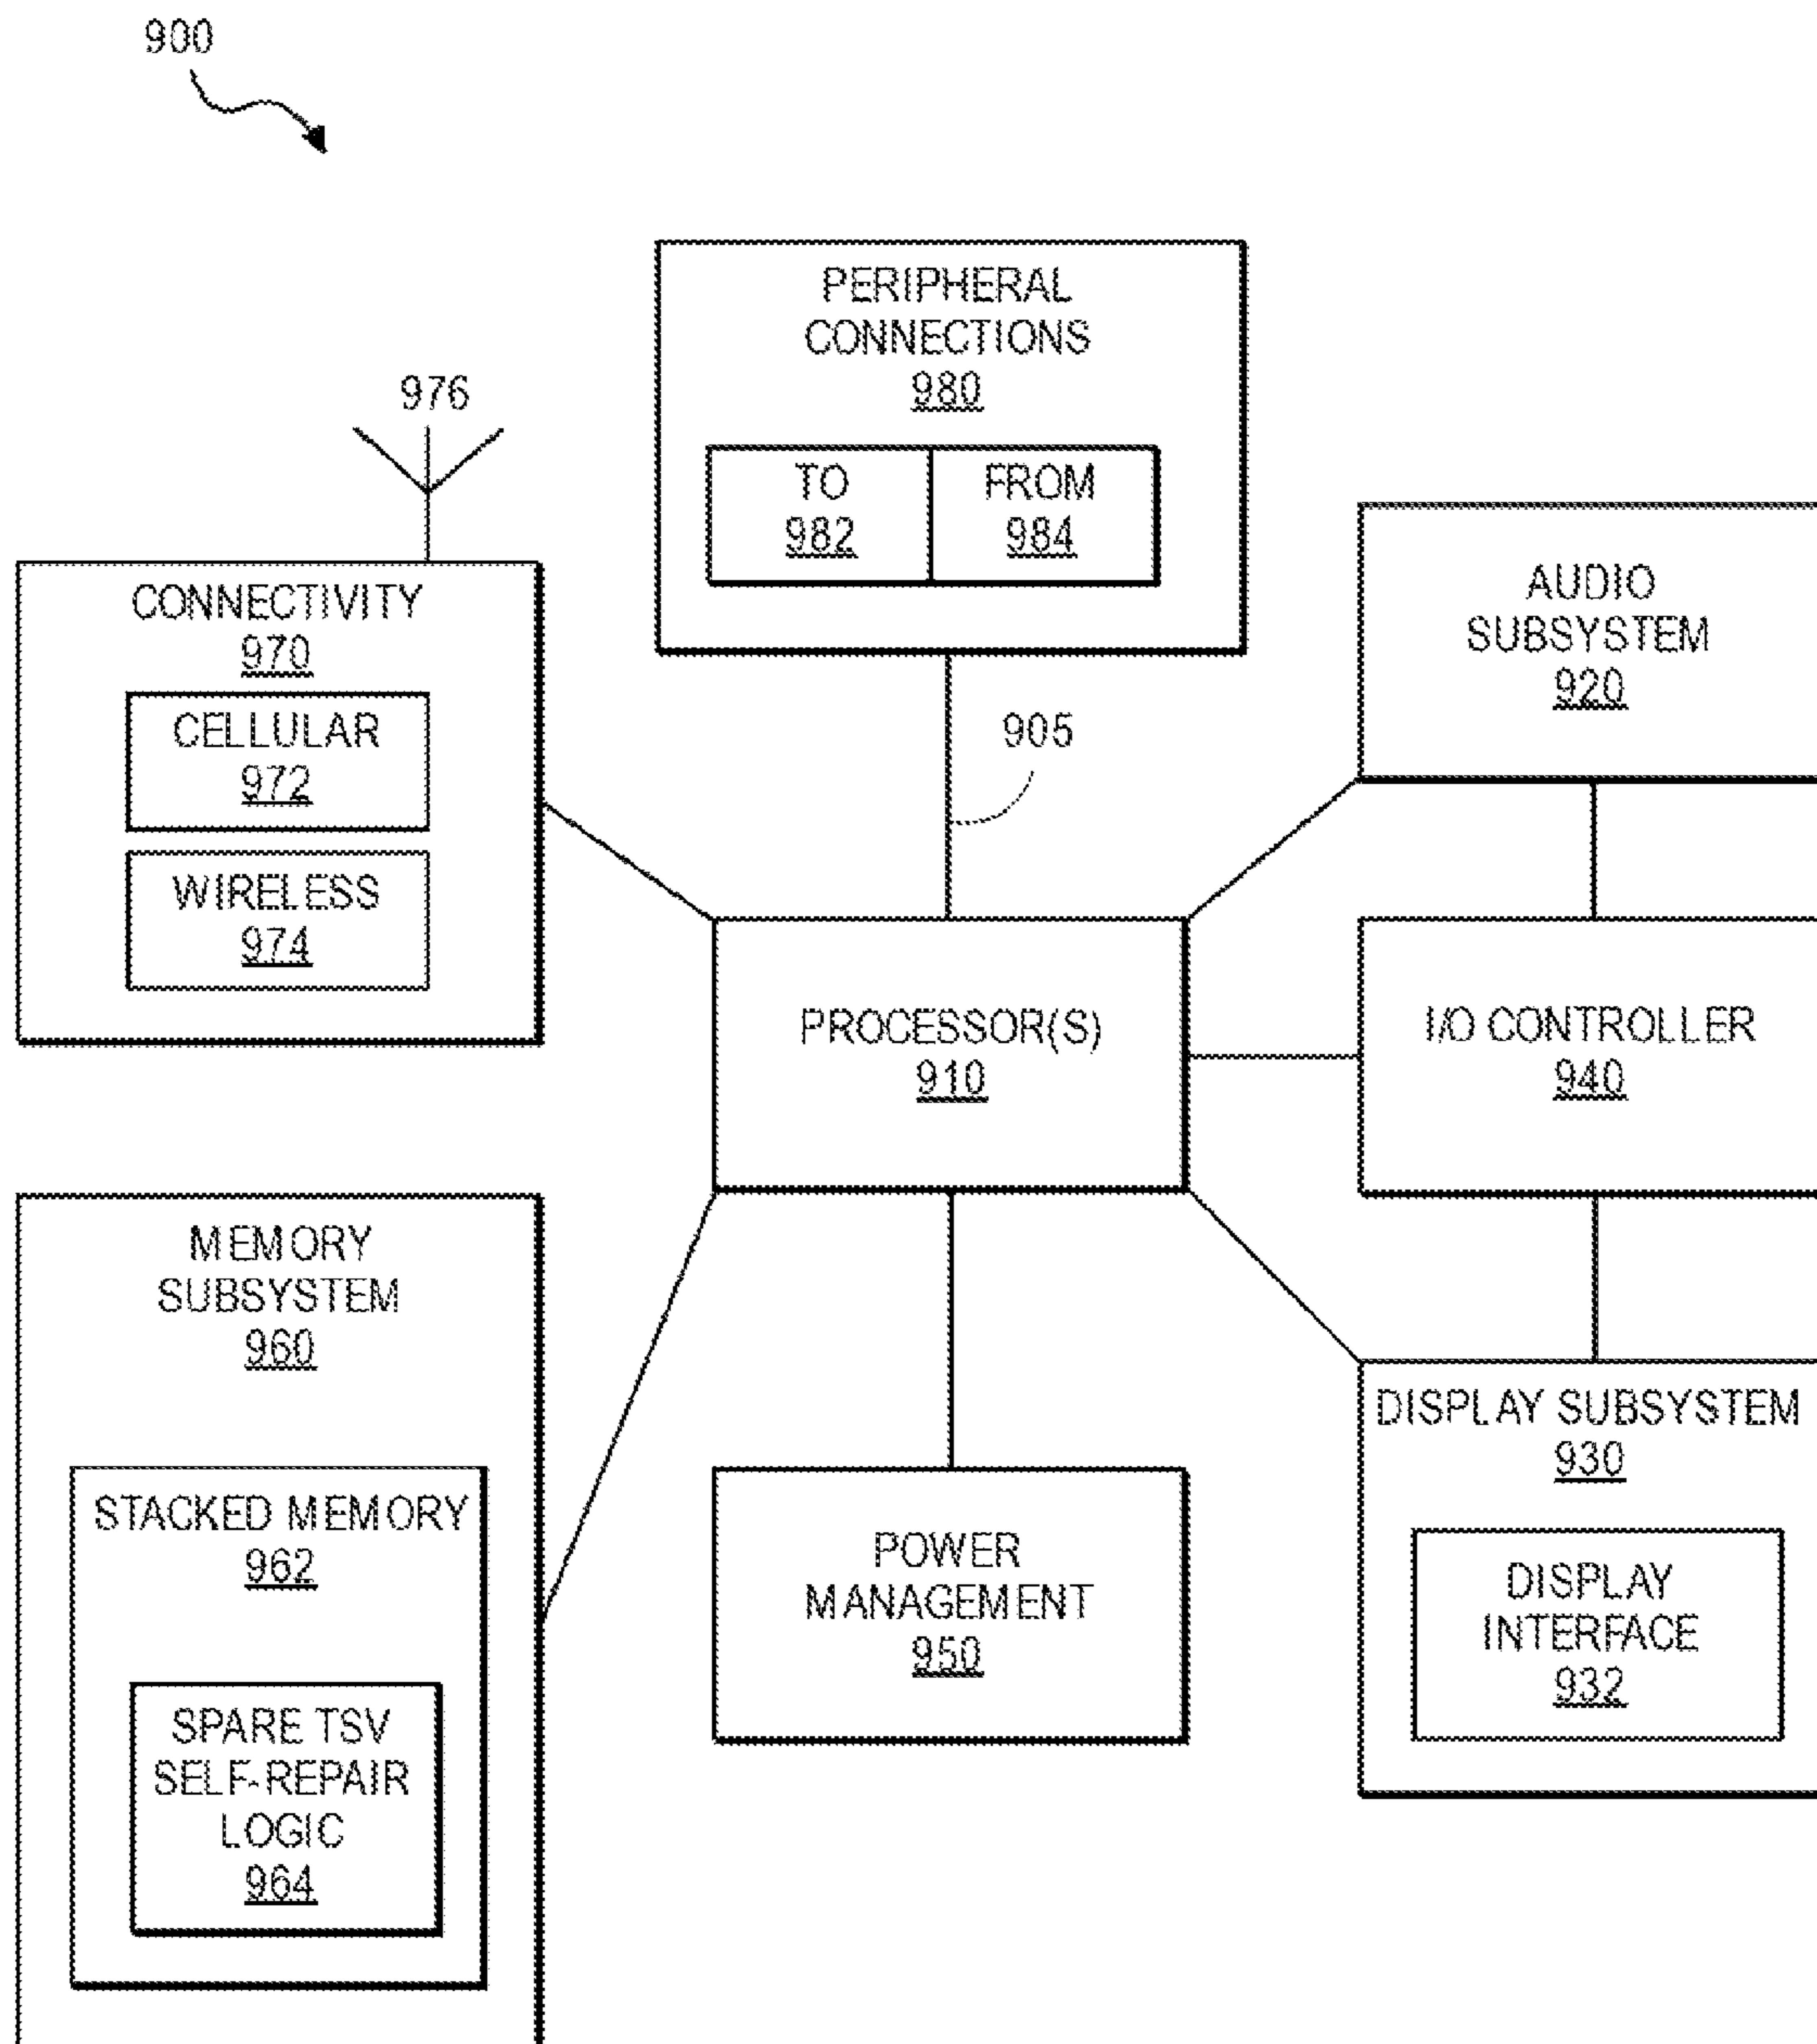 900
PERIPHERAL
CONNECTIONS
980
TO
982
FROM
984
976
CONNECTIVITY
970
CELLULAR
972
WIRELESS
974
AUDIO
SUBSYSTEM
920
905
PROCESSOR(S)
910
I/O CONTROLLER
940
MEMORY
SUBSYSTEM
960
STACKED MEMORY
962
SPARE TSV
SELF-REPAIR
LOGIC
964
POWER
MANAGEMENT
950
DISPLAY SUBSYSTEM
930
DISPLAY
INTERFACE
932